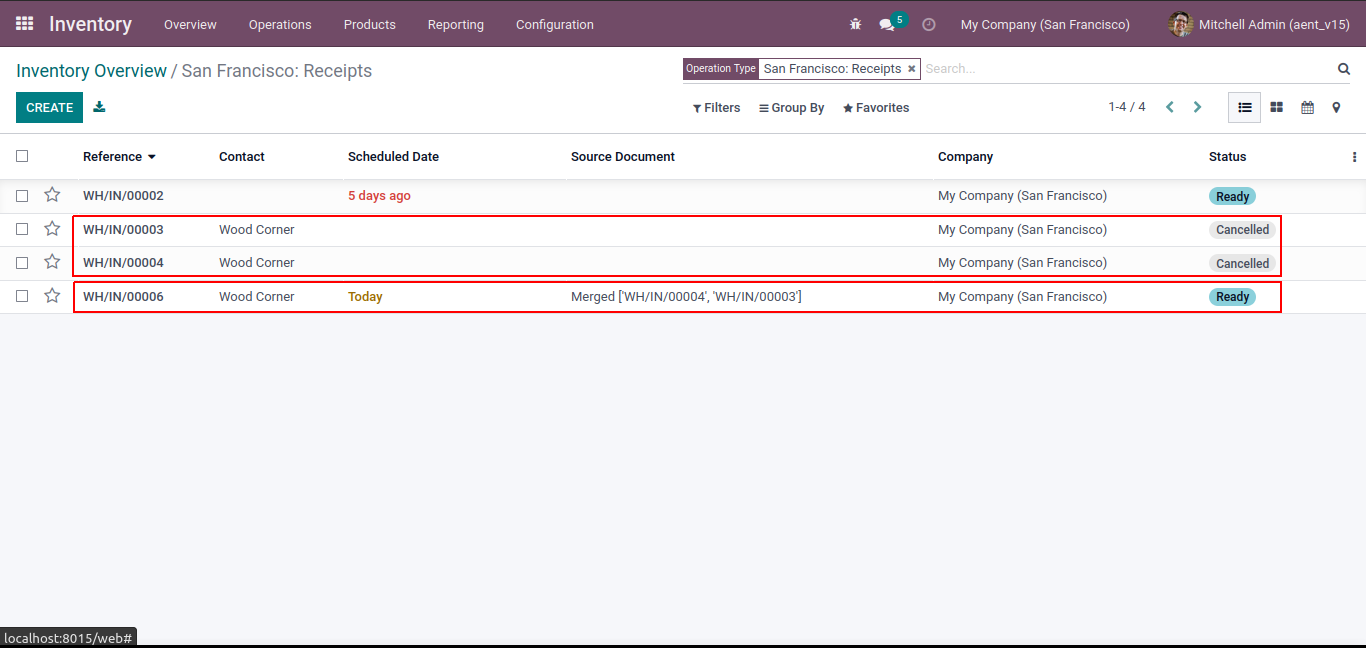 Inventory Overview Operations Products Reporting Configuration 5 My Company (San Francisco) Mitchell Admin (aent_v15)
Inventory Overview / San Francisco: Receipts Operation Type San Francisco: Receipts × Search...
CREATE Filters Group By Favorites 1-4 / 4
Reference Contact Scheduled Date Source Document Company Status
WH/IN/00002 5 days ago My Company (San Francisco) Ready
WH/IN/00003 Wood Corner My Company (San Francisco) Cancelled
WH/IN/00004 Wood Corner My Company (San Francisco) Cancelled
WH/IN/00006 Wood Corner Today Merged ['WH/IN/00004', 'WH/IN/00003'] My Company (San Francisco) Ready
localhost:8015/web#